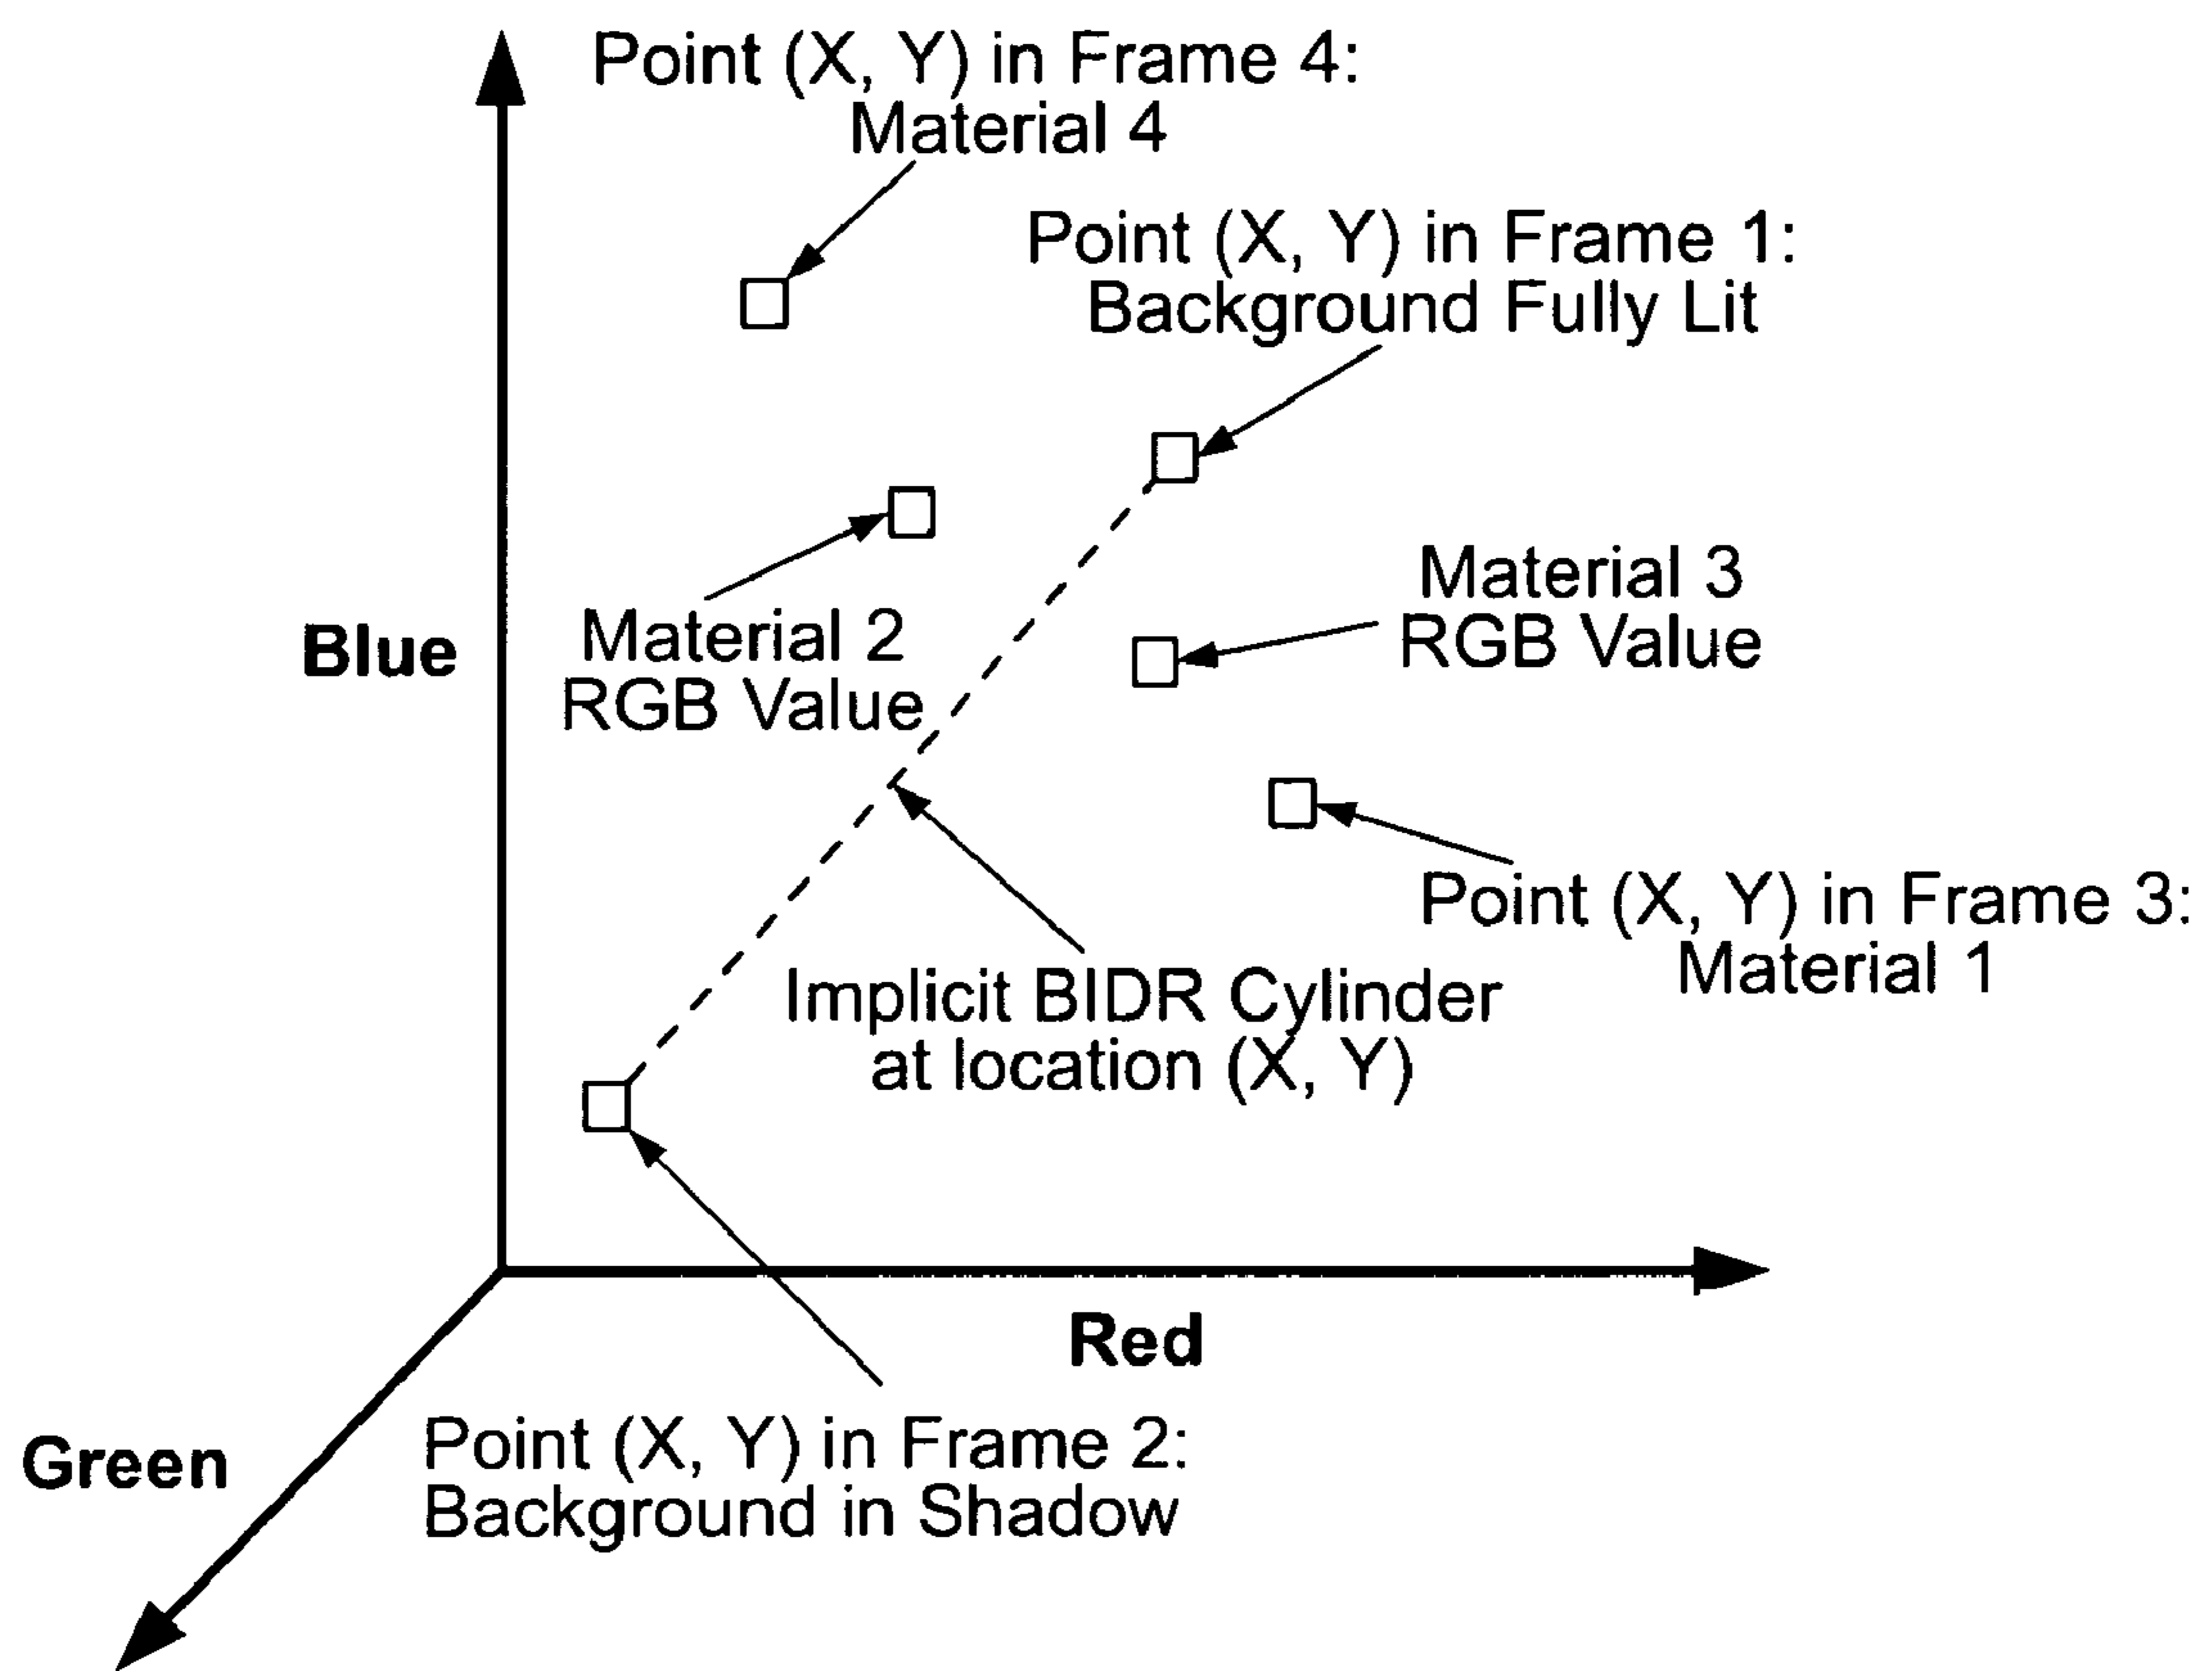 Point (X, Y) in Frame 4:
Material 4
Point (X, Y) in Frame 1:
Background Fully Lit
Material 3
RGB Value
Blue
Material 2
RGB Value
Point (X, Y) in Frame 3:
Material 1
Implicit BIDR Cylinder
at location (X, Y)
Red
Green
Point (X, Y) in Frame 2:
Background in Shadow